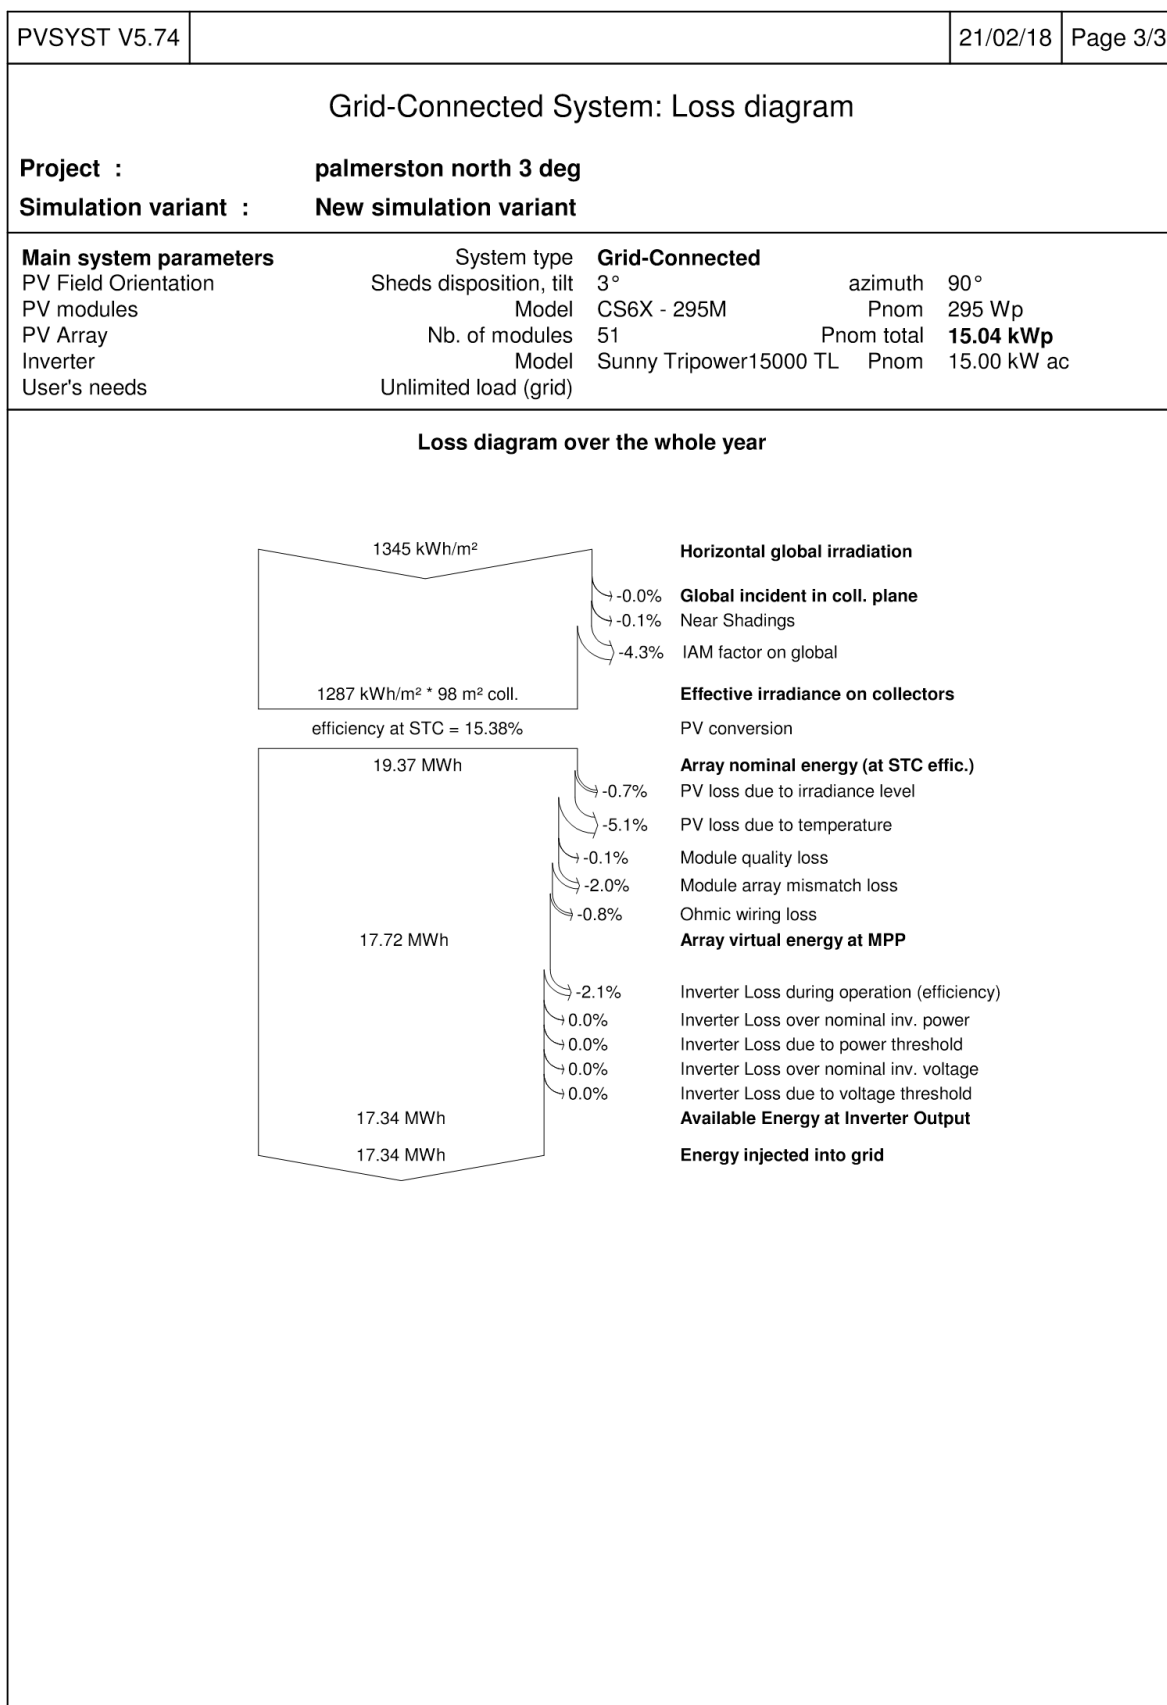 PVSYST V5.74 21/02/18 Page 3/3
Grid-Connected System: Loss diagram
Project : palmerston north 3 deg
Simulation variant : New simulation variant
Main system parameters System type Grid-Connected
PV Field Orientation Sheds disposition, tilt 3° azimuth 90°
PV modules Model CS6X - 295M Pnom 295 Wp
PV Array Nb. of modules 51 Pnom total 15.04 kWp
Inverter Model Sunny Tripower15000 TL Pnom 15.00 kW ac
User's needs Unlimited load (grid)
Loss diagram over the whole year
1345 kWh/m² Horizontal global irradiation
-0.0% Global incident in coll. plane
-0.1% Near Shadings
-4.3% IAM factor on global
1287 kWh/m² * 98 m² coll. Effective irradiance on collectors
efficiency at STC = 15.38% PV conversion
19.37 MWh Array nominal energy (at STC effic.)
-0.7% PV loss due to irradiance level
-5.1% PV loss due to temperature
-0.1% Module quality loss
-2.0% Module array mismatch loss
-0.8% Ohmic wiring loss
17.72 MWh Array virtual energy at MPP
-2.1% Inverter Loss during operation (efficiency)
0.0% Inverter Loss over nominal inv. power
0.0% Inverter Loss due to power threshold
0.0% Inverter Loss over nominal inv. voltage
0.0% Inverter Loss due to voltage threshold
17.34 MWh Available Energy at Inverter Output
17.34 MWh Energy injected into grid